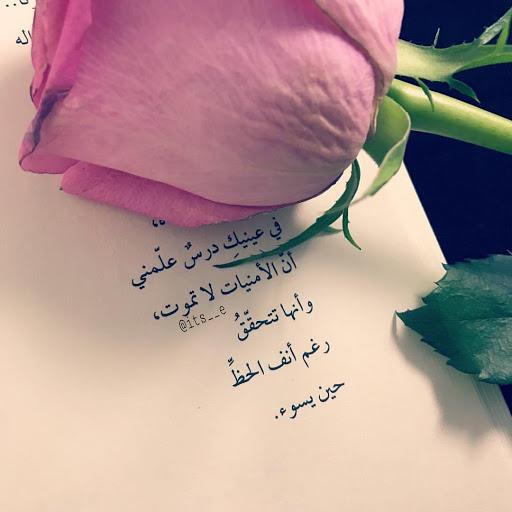 اله
في عينيكِ درسٌ علّمني
أنّ الأمنيات لا تموت،
@its__e
وأنها تتحقّقُ
رغم أنف الحظِّ
حين يسوء.